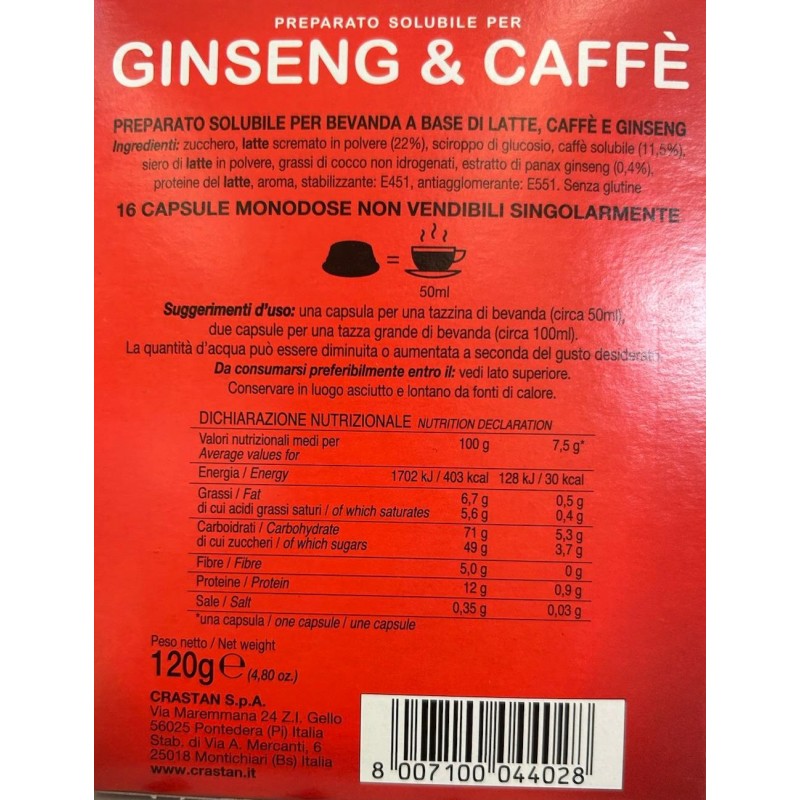 PREPARATO SOLUBILE PER
GINSENG & CAFFÈ
PREPARATO SOLUBILE PER BEVANDA A BASE DI LATTE, CAFFÈ E GINSENG
Ingredienti: zucchero, latte scremato in polvere (22%), sciroppo di glucosio, caffè solubile (11,5%),
siero di latte in polvere, grassi di cocco non idrogenati, estratto di panax ginseng (0,4%),
proteine del latte, aroma, stabilizzante: E451, antiagglomerante: E551. Senza glutine
16 CAPSULE MONODOSE NON VENDIBILI SINGOLARMENTE
=
50ml
Suggerimenti d'uso: una capsula per una tazzina di bevanda (circa 50ml),
due capsule per una tazza grande di bevanda (circa 100ml).
La quantità d'acqua può essere diminuita o aumentata a seconda del gusto desiderato.
Da consumarsi preferibilmente entro il: vedi lato superiore.
Conservare in luogo asciutto e lontano da fonti di calore.
DICHIARAZIONE NUTRIZIONALE NUTRITION DECLARATION
Valori nutrizionali medi per 100 g 7,5 g*
Average values for
Energia / Energy 1702 kJ / 403 kcal 128 kJ / 30 kcal
Grassi / Fat 6,7 g 0,5 g
di cui acidi grassi saturi / of which saturates 5,6 g 0,4 g
Carboidrati / Carbohydrate 71 g 5,3 g
di cui zuccheri / of which sugars 49 g 3,7 g
Fibre / Fibre 5,0 g 0 g
Proteine / Protein 12 g 0,9 g
Sale / Salt 0,35 g 0,03 g
*una capsula / one capsule / une capsule
Peso netto / Net weight
120g e (4,80 oz.)
CRASTAN S.p.A.
Via Maremmana 24 Z.I. Gello
56025 Pontedera (Pi) Italia
Stab. di Via A. Mercanti, 6
25018 Montichiari (Bs) Italia
www.crastan.it
8 007100 044028